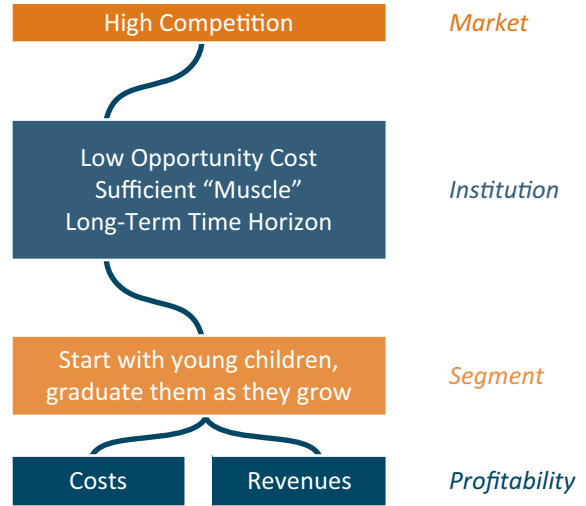 High Competition
Market
Low Opportunity Cost
Sufficient “Muscle”
Long-Term Time Horizon
Institution
Start with young children,
graduate them as they grow
Segment
Costs
Revenues
Profitability